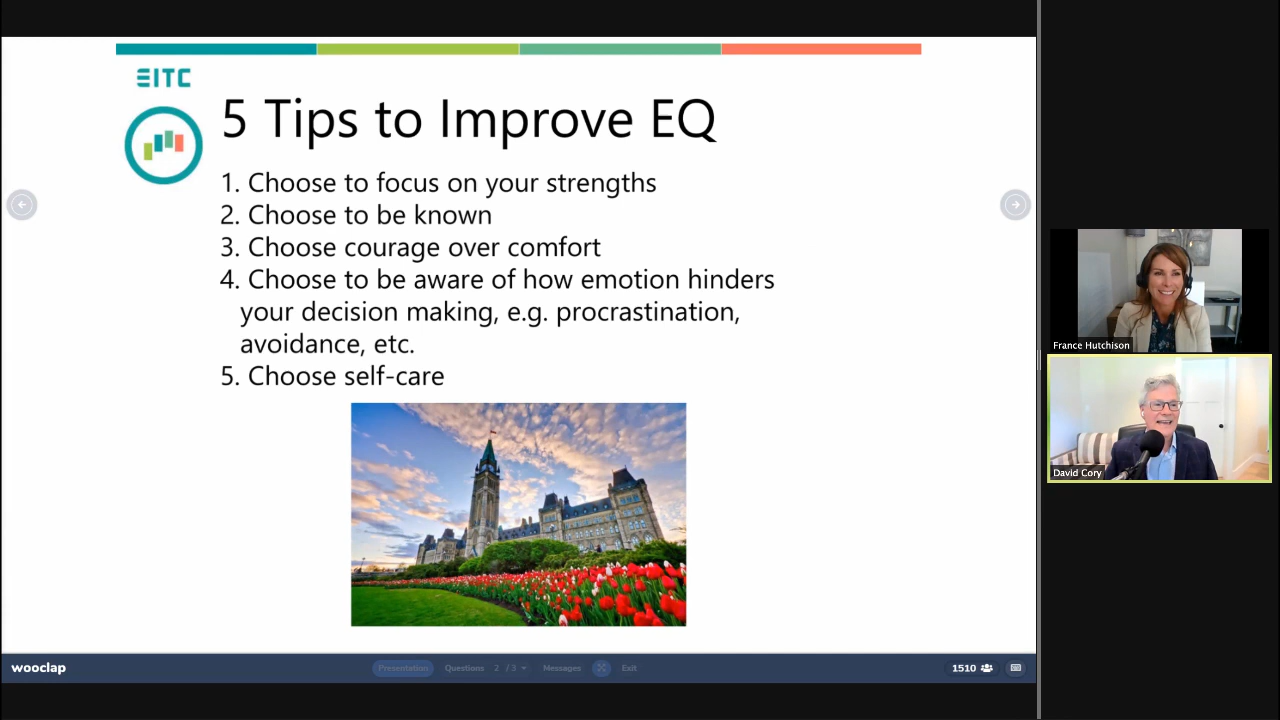 EITC
5 Tips to Improve EQ
1. Choose to focus on your strengths
2. Choose to be known
3. Choose courage over comfort
4. Choose to be aware of how emotion hinders
your decision making, e.g. procrastination,
avoidance, etc.
5. Choose self-care
France Hutchison
David Cory
wooclap
Presentation
Questions 2 / 3
Messages
Exit
1510